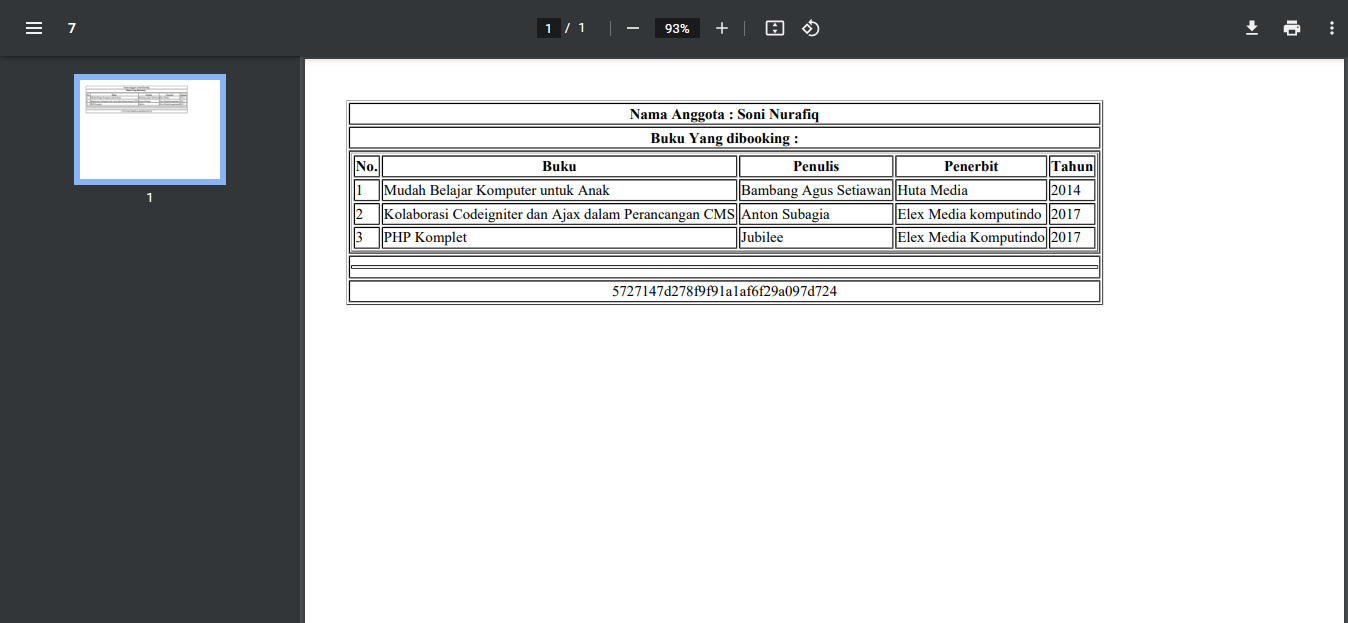 7
1 / 1
93%
1
Nama Anggota : Soni Nurafiq
Buku Yang dibooking :
No. Buku Penulis Penerbit Tahun
1 Mudah Belajar Komputer untuk Anak Bambang Agus Setiawan Huta Media 2014
2 Kolaborasi Codeigniter dan Ajax dalam Perancangan CMS Anton Subagia Elex Media komputindo 2017
3 PHP Komplet Jubilee Elex Media Komputindo 2017
5727147d278f9f91a1af6f29a097d724